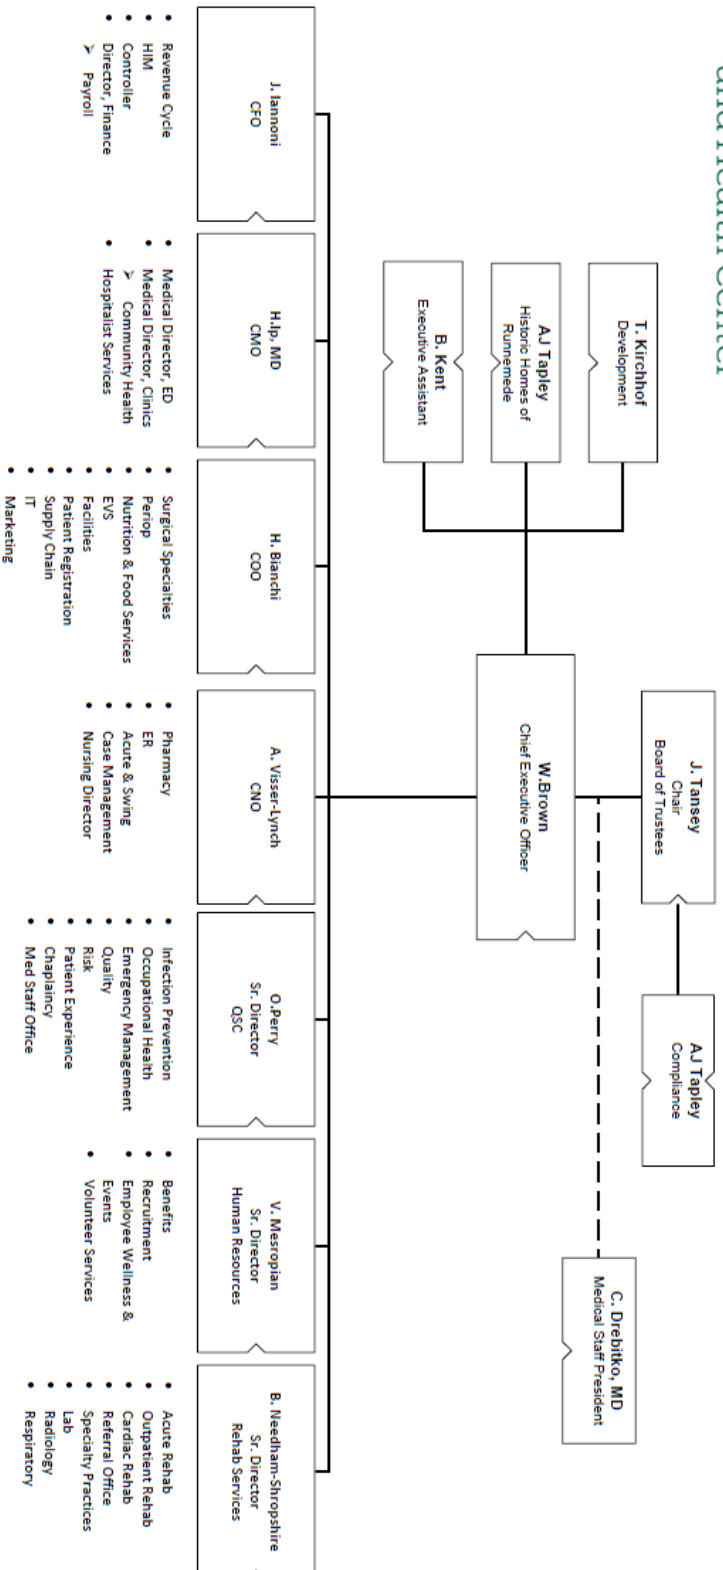 and Health Center
J. Tansey
Chair
Board of Trustees
AJ Tapley
Compliance
C. Drebitko, MD
Medical Staff President
W.Brown
Chief Executive Officer
T. Kirchhof
Development
AJ Tapley
Historic Homes of
Runnemede
B. Kent
Executive Assistant
J. Iannoni
CFO
• Revenue Cycle
• HIM
• Controller
• Director, Finance
➢ Payroll
H.Ip, MD
CMO
• Medical Director, ED
• Medical Director, Clinics
➢ Community Health
• Hospitalist Services
H. Bianchi
COO
• Surgical Specialties
• Periop
• Nutrition & Food Services
• EVS
• Facilities
• Patient Registration
• Supply Chain
• IT
• Marketing
A. Visser-Lynch
CNO
• Pharmacy
• ER
• Acute & Swing
• Case Management
• Nursing Director
O.Perry
Sr. Director
QSC
• Infection Prevention
• Occupational Health
• Emergency Management
• Quality
• Risk
• Patient Experience
• Chaplaincy
• Med Staff Office
V. Mesropian
Sr. Director
Human Resources
• Benefits
• Recruitment
• Employee Wellness &
Events
• Volunteer Services
B. Needham-Shropshire
Sr. Director
Rehab Services
• Acute Rehab
• Outpatient Rehab
• Cardiac Rehab
• Referral Office
• Specialty Practices
• Lab
• Radiology
• Respiratory